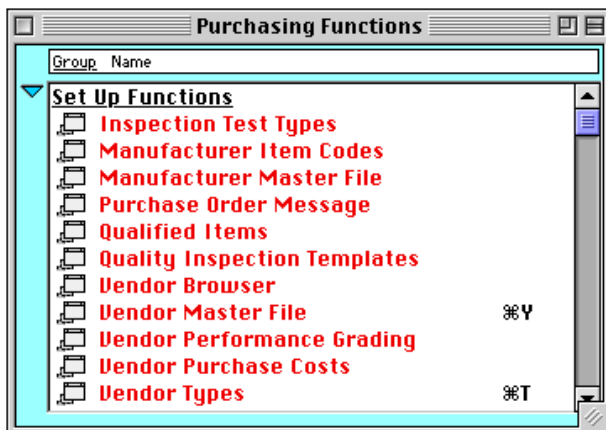 Purchasing Functions
Group Name
Set Up Functions
Inspection Test Types
Manufacturer Item Codes
Manufacturer Master File
Purchase Order Message
Qualified Items
Quality Inspection Templates
Vendor Browser
Vendor Master File ⌘Y
Vendor Performance Grading
Vendor Purchase Costs
Vendor Types ⌘T